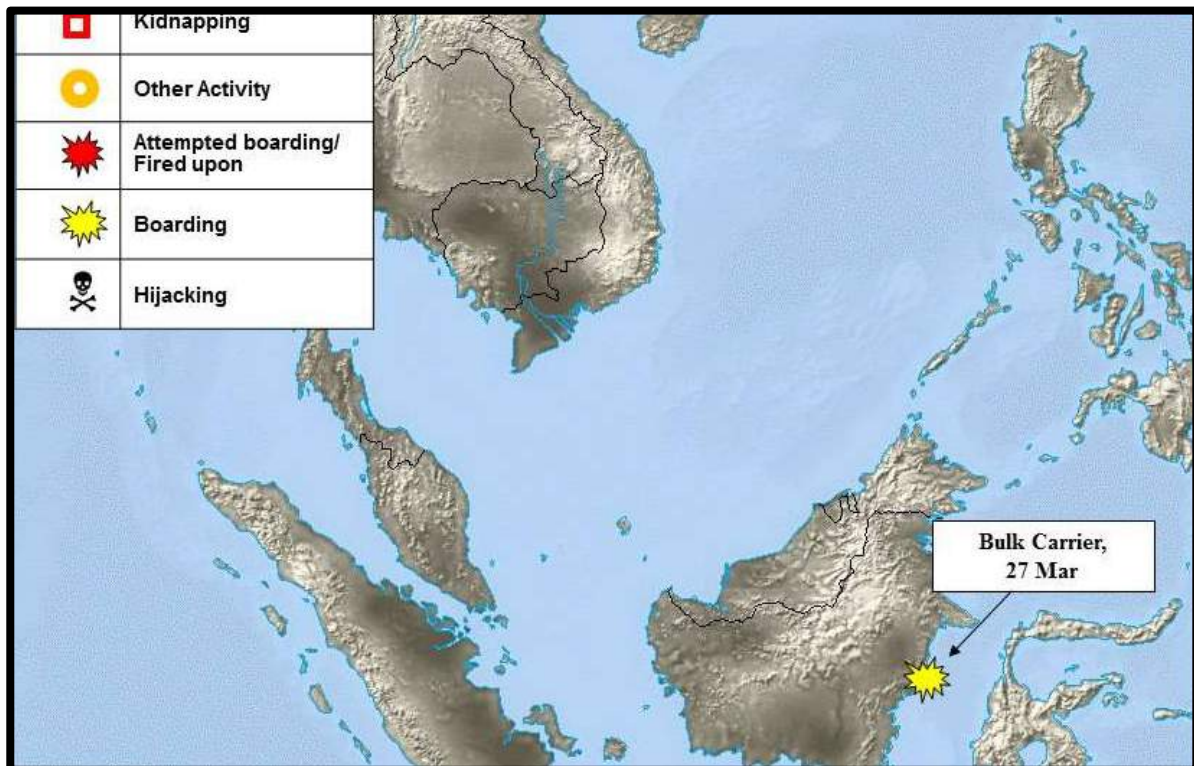 Kidnapping
Other Activity
Attempted boarding/
Fired upon
Boarding
Hijacking
Bulk Carrier,
27 Mar